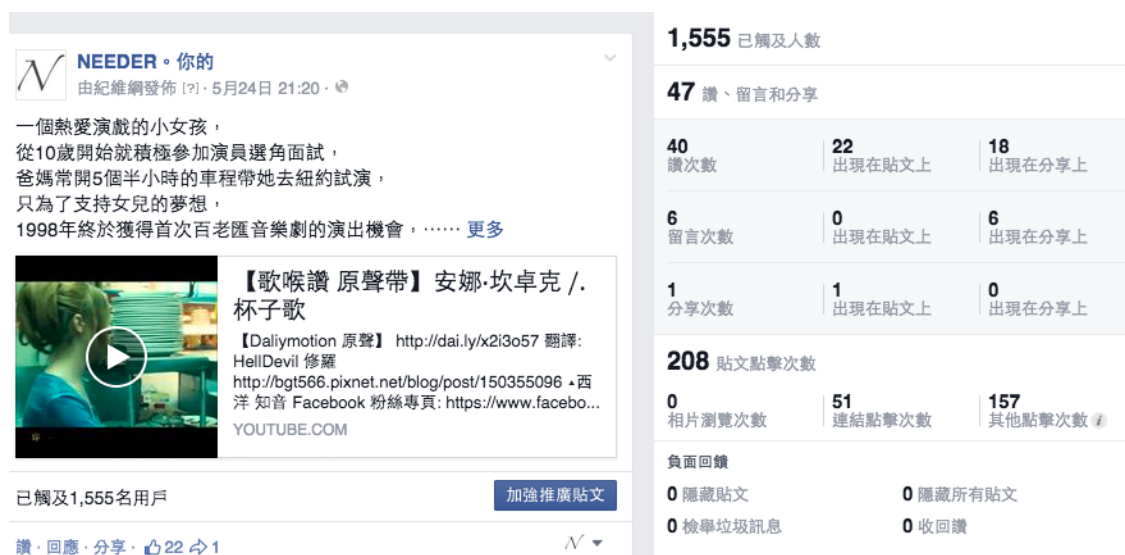 NEEDER。你的
由紀維綱發佈 [?] · 5月24日 21:20 ·
一個熱愛演戲的小女孩，
從10歲開始就積極參加演員選角面試，
爸媽常開5個半小時的車程帶她去紐約試演，
只為了支持女兒的夢想，
1998年終於獲得首次百老匯音樂劇的演出機會，…… 更多
【歌喉讚 原聲帶】安娜·坎卓克 /.
杯子歌
【Daliymotion 原聲】 http://dai.ly/x2i3o57 翻譯:
HellDevil 修羅
http://bgt566.pixnet.net/blog/post/150355096 ▴西
洋 知音 Facebook 粉絲專頁: https://www.facebo...
YOUTUBE.COM
已觸及1,555名用戶
加強推廣貼文
讚 · 回應 · 分享 · 22 1
N
1,555 已觸及人數
47 讚、留言和分享
40 22 18
讚次數 出現在貼文上 出現在分享上
6 0 6
留言次數 出現在貼文上 出現在分享上
1 1 0
分享次數 出現在貼文上 出現在分享上
208 貼文點擊次數
0 51 157
相片瀏覽次數 連結點擊次數 其他點擊次數 i
負面回饋
0 隱藏貼文 0 隱藏所有貼文
0 檢舉垃圾訊息 0 收回讚